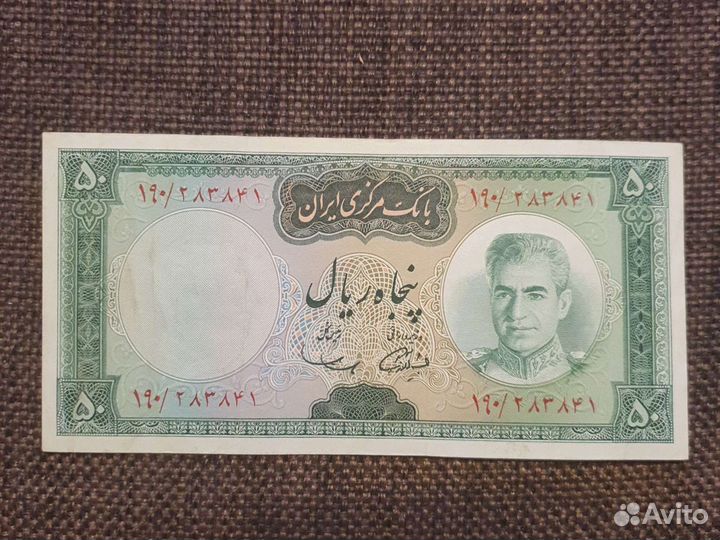 ۵۰ ۵۰
۱۹۰/۲۸۳۸۴۱ ۱۹۰/۲۸۳۸۴۱
بانک مرکزی ایران
پنجاه ریال
۱۹۰/۲۸۳۸۴۱ ۱۹۰/۲۸۳۸۴۱
۵۰ ۵۰
Avito